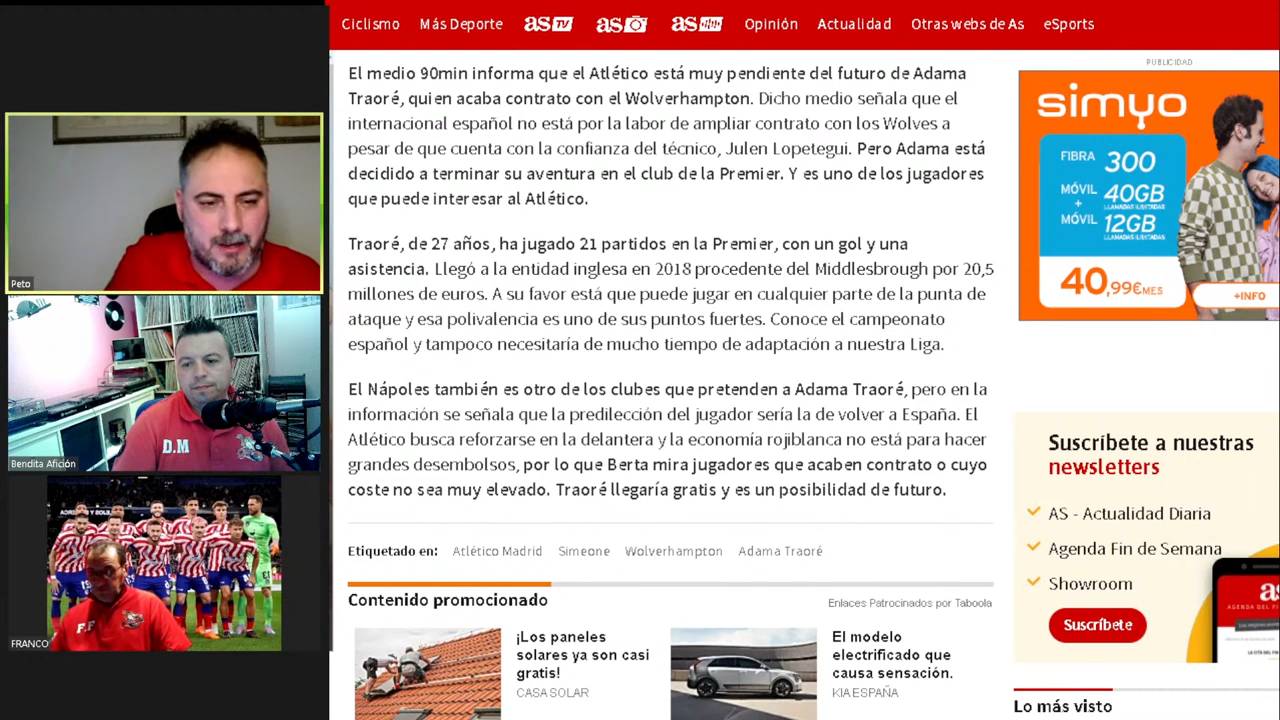 Ciclismo
Más Deporte
as TV
as
as
Opinión
Actualidad
Otras webs de As
eSports
Peto
D.M
Bendita Afición
F.F
FRANCO
El medio 90min informa que el Atlético está muy pendiente del futuro de Adama
Traoré, quien acaba contrato con el Wolverhampton. Dicho medio señala que el
internacional español no está por la labor de ampliar contrato con los Wolves a
pesar de que cuenta con la confianza del técnico, Julen Lopetegui. Pero Adama está
decidido a terminar su aventura en el club de la Premier. Y es uno de los jugadores
que puede interesar al Atlético.
Traoré, de 27 años, ha jugado 21 partidos en la Premier, con un gol y una
asistencia. Llegó a la entidad inglesa en 2018 procedente del Middlesbrough por 20,5
millones de euros. A su favor está que puede jugar en cualquier parte de la punta de
ataque y esa polivalencia es uno de sus puntos fuertes. Conoce el campeonato
español y tampoco necesitaría de mucho tiempo de adaptación a nuestra Liga.
El Nápoles también es otro de los clubes que pretenden a Adama Traoré, pero en la
información se señala que la predilección del jugador sería la de volver a España. El
Atlético busca reforzarse en la delantera y la economía rojiblanca no está para hacer
grandes desembolsos, por lo que Berta mira jugadores que acaben contrato o cuyo
coste no sea muy elevado. Traoré llegaría gratis y es un posibilidad de futuro.
Etiquetado en:
Atlético Madrid
Simeone
Wolverhampton
Adama Traoré
Contenido promocionado
Enlaces Patrocinados por Taboola
¡Los paneles
solares ya son casi
gratis!
CASA SOLAR
El modelo
electrificado que
causa sensación.
KIA ESPAÑA
PUBLICIDAD
simyo
FIBRA 300
MÓVIL 40GB
LLAMADAS ILIMITADAS
+
MÓVIL 12GB
LLAMADAS ILIMITADAS
40,99€MES
+INFO
Suscríbete a nuestras
newsletters
AS - Actualidad Diaria
Agenda Fin de Semana
Showroom
Suscríbete
Lo más visto